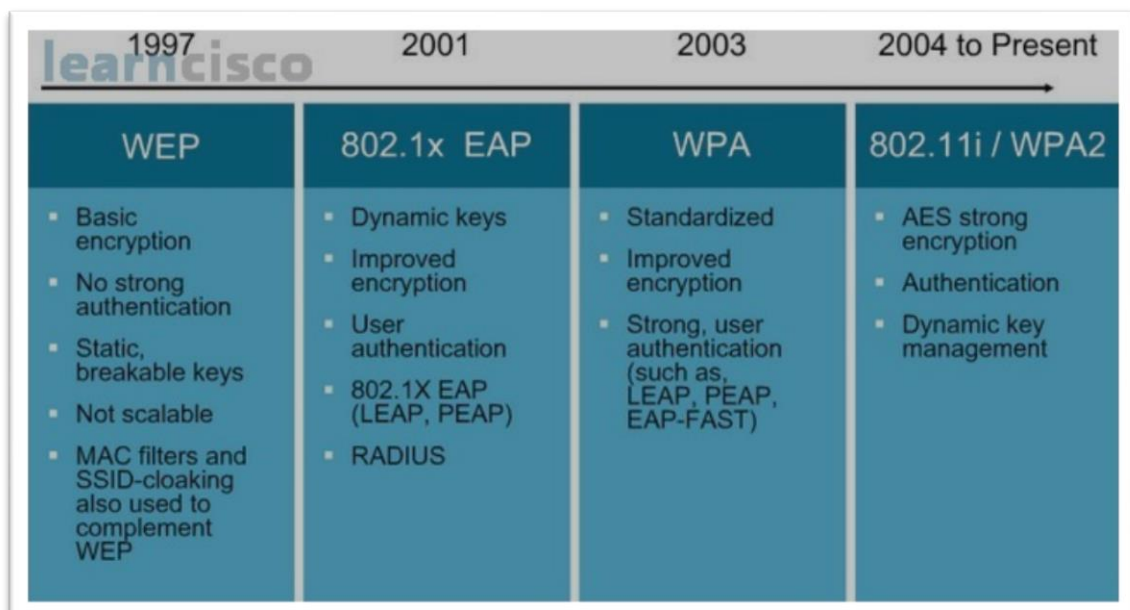 1997
2001
2003
2004 to Present
learncisco
WEP
▪ Basic
encryption
▪ No strong
authentication
▪ Static,
breakable keys
▪ Not scalable
▪ MAC filters and
SSID-cloaking
also used to
complement
WEP
802.1x EAP
▪ Dynamic keys
▪ Improved
encryption
▪ User
authentication
▪ 802.1X EAP
(LEAP, PEAP)
▪ RADIUS
WPA
▪ Standardized
▪ Improved
encryption
▪ Strong, user
authentication
(such as,
LEAP, PEAP,
EAP-FAST)
802.11i / WPA2
▪ AES strong
encryption
▪ Authentication
▪ Dynamic key
management